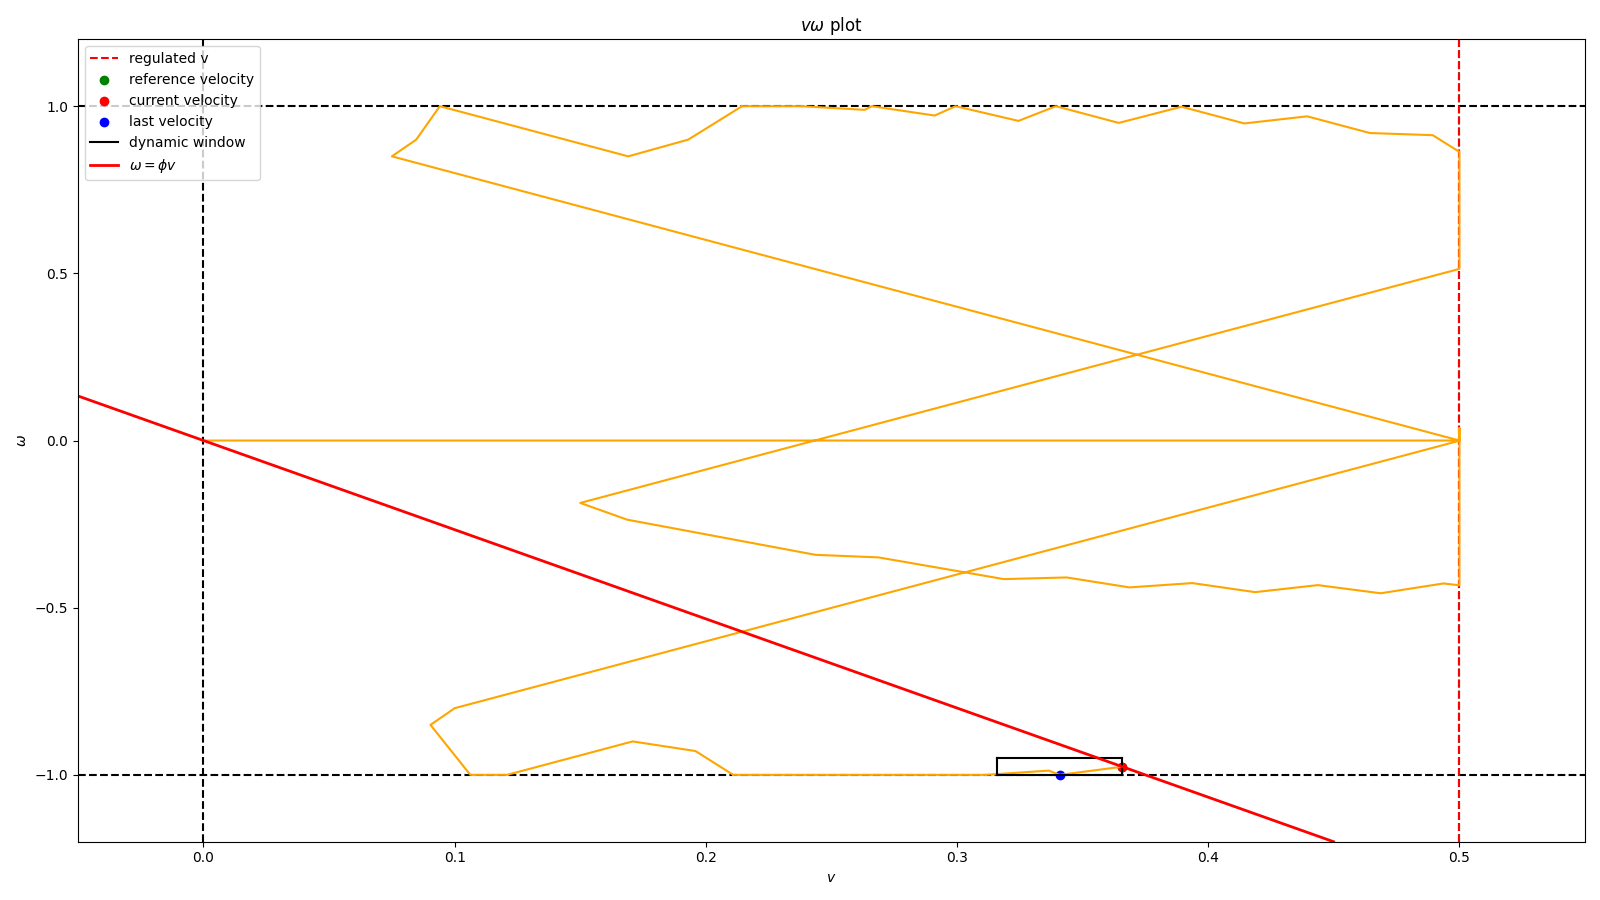 vω plot
regulated v
reference velocity
current velocity
last velocity
dynamic window
ω = ϕv
1.0
0.5
0.0
−0.5
−1.0
ω
0.0 0.1 0.2 0.3 0.4 0.5
v